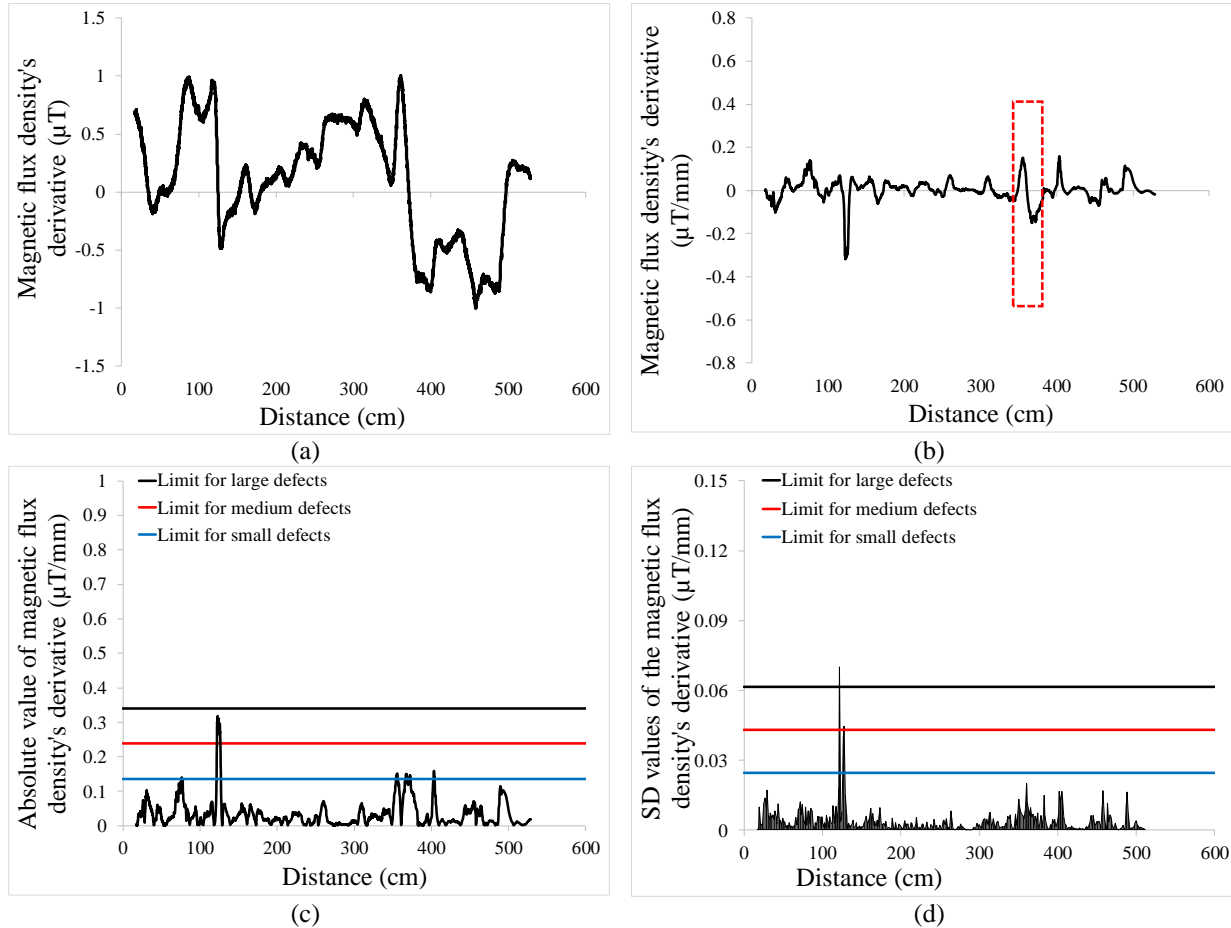 Magnetic flux density's
derivative (µT)
1.5
1
0.5
0
-0.5
-1
-1.5
0 100 200 300 400 500 600
Distance (cm)
(a)
Magnetic flux density's derivative
(µT/mm)
0.8
0.6
0.4
0.2
0
-0.2
-0.4
-0.6
-0.8
0 100 200 300 400 500 600
Distance (cm)
(b)
Absolute value of magnetic flux
density's derivative (µT/mm)
1
0.9
0.8
0.7
0.6
0.5
0.4
0.3
0.2
0.1
0
Limit for large defects
Limit for medium defects
Limit for small defects
0 100 200 300 400 500 600
Distance (cm)
(c)
SD values of the magnetic flux
density's derivative (µT/mm)
0.15
0.12
0.09
0.06
0.03
0
Limit for large defects
Limit for medium defects
Limit for small defects
0 100 200 300 400 500 600
Distance (cm)
(d)